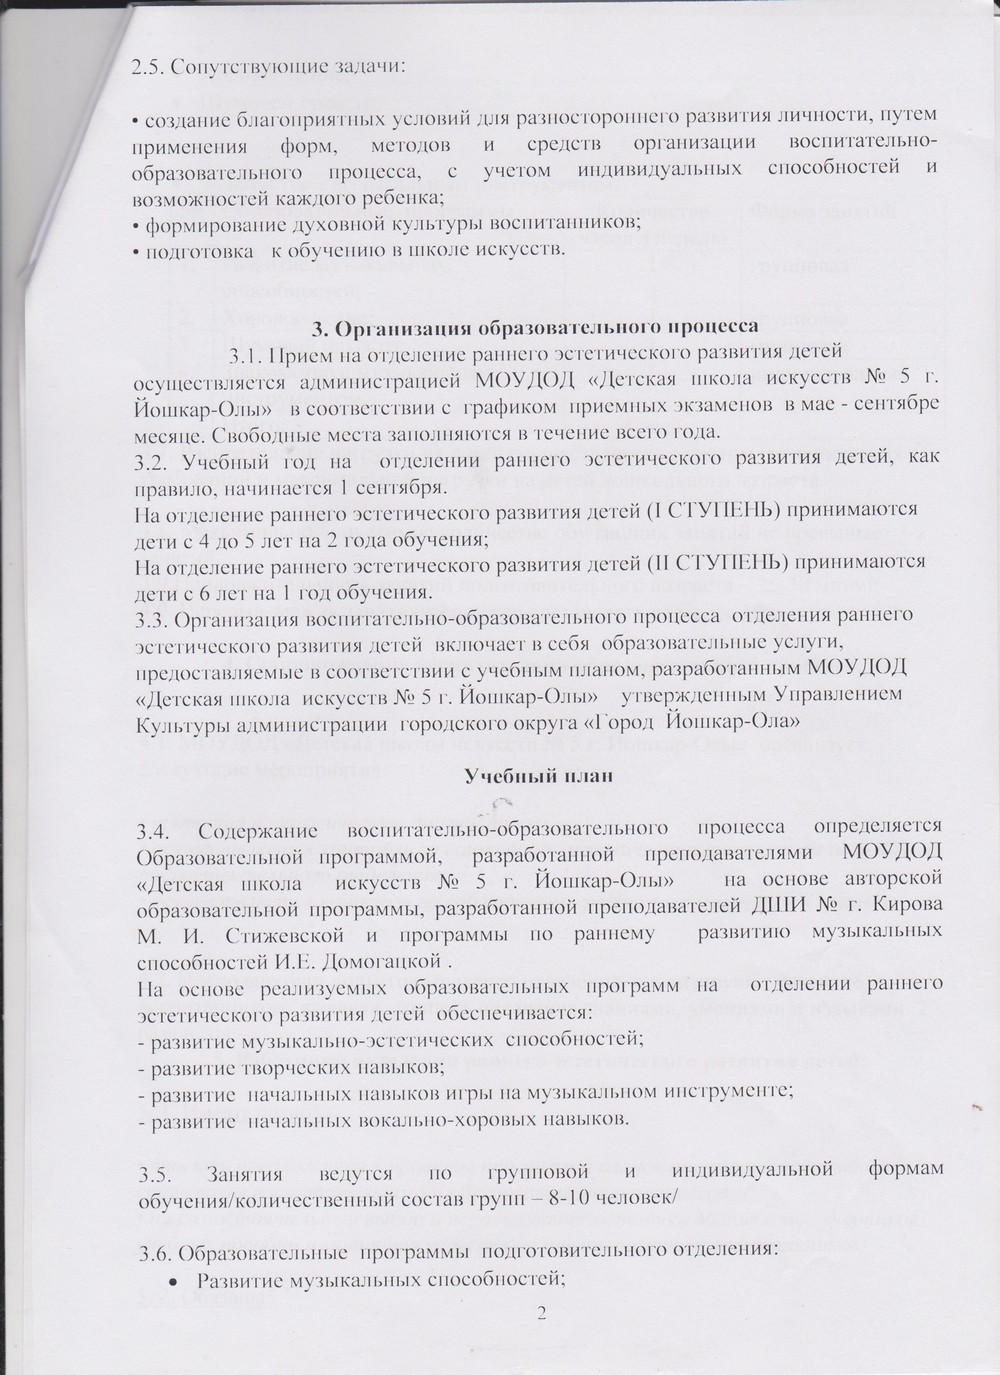 2.5. Сопутствующие задачи:
• создание благоприятных условий для разностороннего развития личности, путем
применения форм, методов и средств организации воспитательно-
образовательного процесса, с учетом индивидуальных способностей и
возможностей каждого ребенка;
• формирование духовной культуры воспитанников;
• подготовка к обучению в школе искусств.
3. Организация образовательного процесса
3.1. Прием на отделение раннего эстетического развития детей
осуществляется администрацией МОУДОД «Детская школа искусств № 5 г.
Йошкар-Олы» в соответствии с графиком приемных экзаменов в мае - сентябре
месяце. Свободные места заполняются в течение всего года.
3.2. Учебный год на отделении раннего эстетического развития детей, как
правило, начинается 1 сентября.
На отделение раннего эстетического развития детей (I СТУПЕНЬ) принимаются
дети с 4 до 5 лет на 2 года обучения;
На отделение раннего эстетического развития детей (II СТУПЕНЬ) принимаются
дети с 6 лет на 1 год обучения.
3.3. Организация воспитательно-образовательного процесса отделения раннего
эстетического развития детей включает в себя образовательные услуги,
предоставляемые в соответствии с учебным планом, разработанным МОУДОД
«Детская школа искусств № 5 г. Йошкар-Олы» утвержденным Управлением
Культуры администрации городского округа «Город Йошкар-Ола»
Учебный план
3.4. Содержание воспитательно-образовательного процесса определяется
Образовательной программой, разработанной преподавателями МОУДОД
«Детская школа искусств № 5 г. Йошкар-Олы» на основе авторской
образовательной программы, разработанной преподавателей ДШИ № г. Кирова
М. И. Стижевской и программы по раннему развитию музыкальных
способностей И.Е. Домогацкой .
На основе реализуемых образовательных программ на отделении раннего
эстетического развития детей обеспечивается:
- развитие музыкально-эстетических способностей;
- развитие творческих навыков;
- развитие начальных навыков игры на музыкальном инструменте;
- развитие начальных вокально-хоровых навыков.
3.5. Занятия ведутся по групповой и индивидуальной формам
обучения/количественный состав групп – 8-10 человек/
3.6. Образовательные программы подготовительного отделения:
• Развитие музыкальных способностей;
2